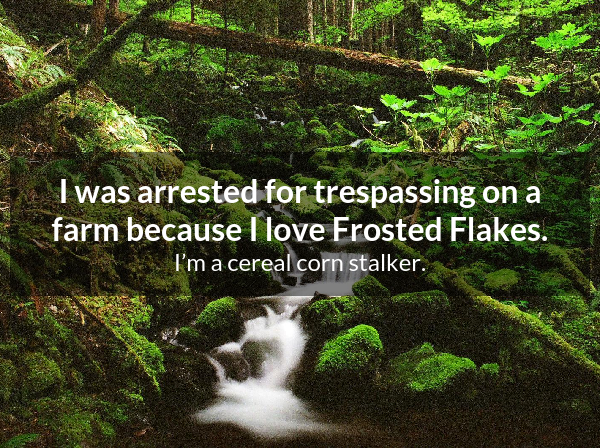 I was arrested for trespassing on a
farm because I love Frosted Flakes.
I’m a cereal corn stalker.